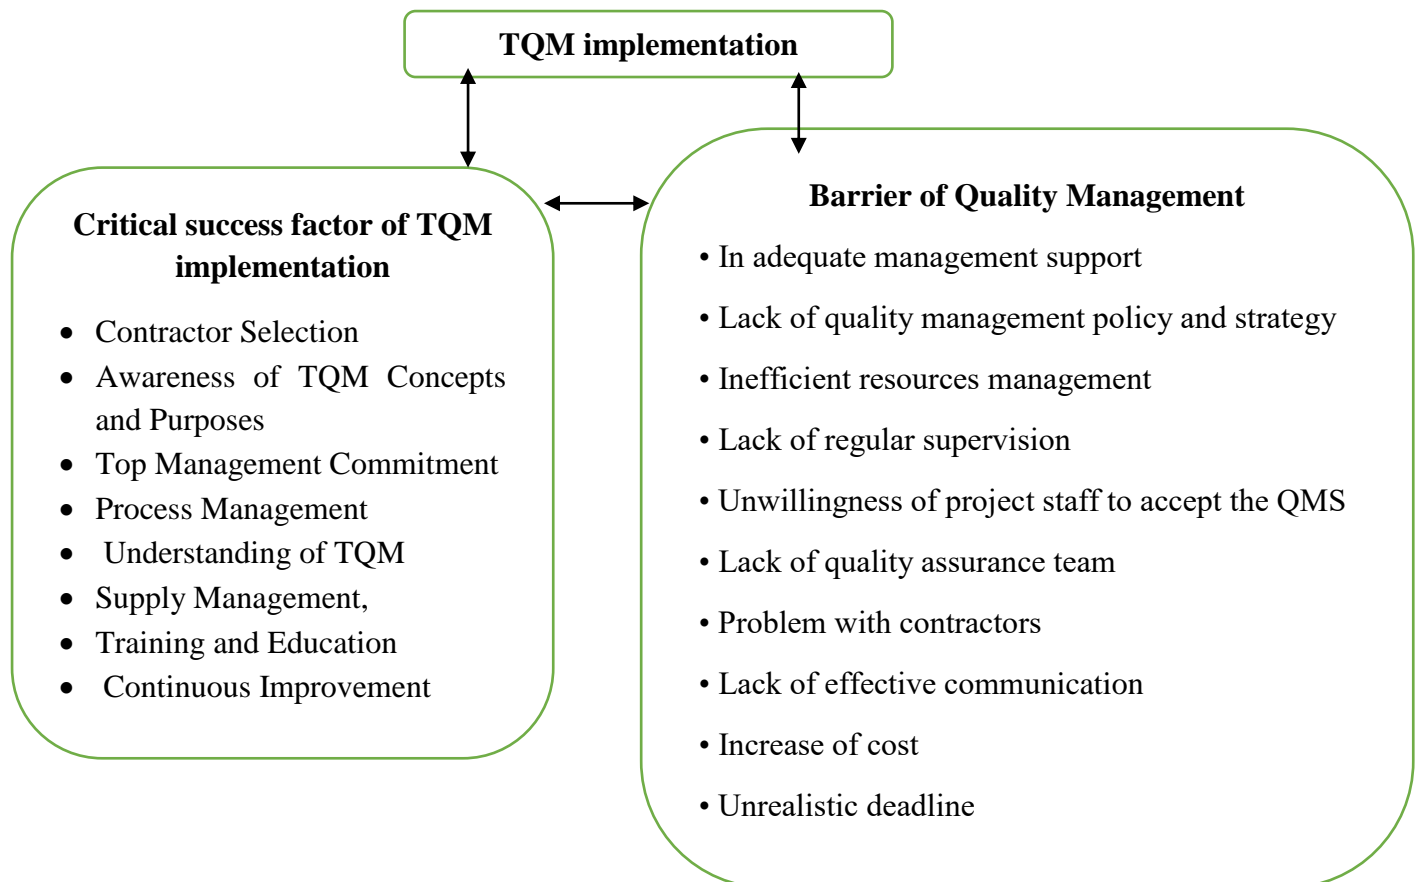 TQM implementation
Critical success factor of TQM
implementation
• Contractor Selection
• Awareness of TQM Concepts
and Purposes
• Top Management Commitment
• Process Management
• Understanding of TQM
• Supply Management,
• Training and Education
• Continuous Improvement
Barrier of Quality Management
• In adequate management support
• Lack of quality management policy and strategy
• Inefficient resources management
• Lack of regular supervision
• Unwillingness of project staff to accept the QMS
• Lack of quality assurance team
• Problem with contractors
• Lack of effective communication
• Increase of cost
• Unrealistic deadline